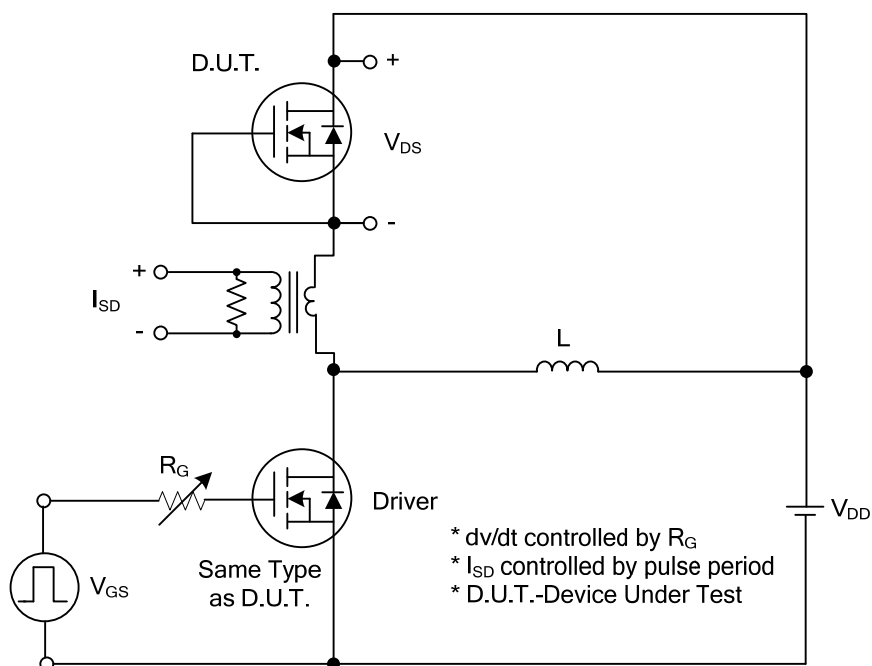 D.U.T.
+
V_DS
-
+
I_SD
-
L
R_G
Driver
V_DD
V_GS
Same Type
as D.U.T.
* dv/dt controlled by R_G
* I_SD controlled by pulse period
* D.U.T.-Device Under Test